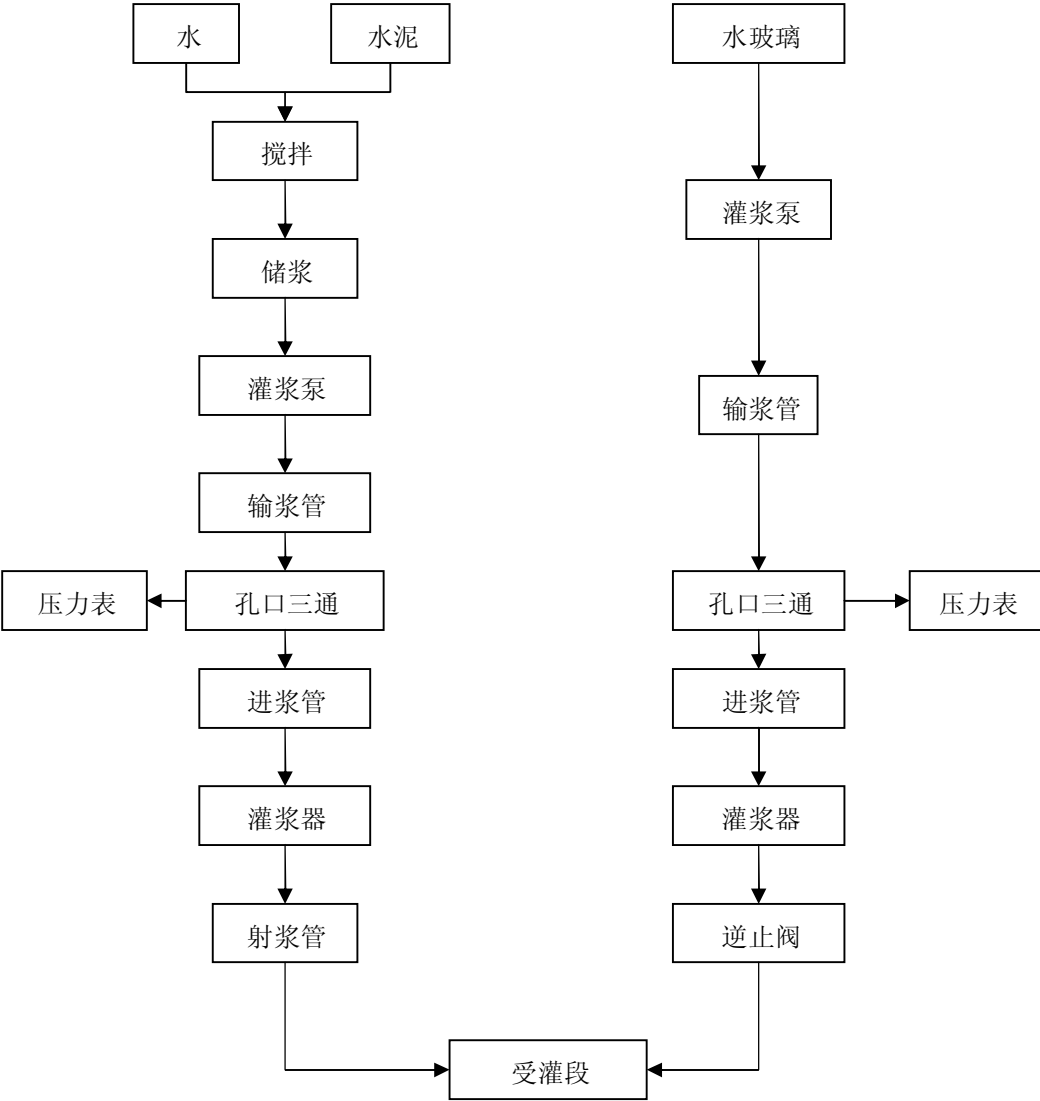 水
水泥
水玻璃
搅拌
灌浆泵
储浆
灌浆泵
输浆管
输浆管
压力表
孔口三通
孔口三通
压力表
进浆管
进浆管
灌浆器
灌浆器
射浆管
逆止阀
受灌段